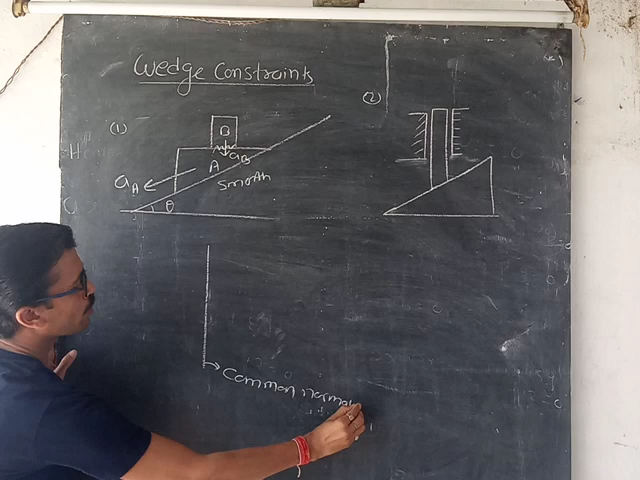 Wedge Constraints
(1)
B
a_B
A
a_A
Smooth
θ
(2)
Common normal